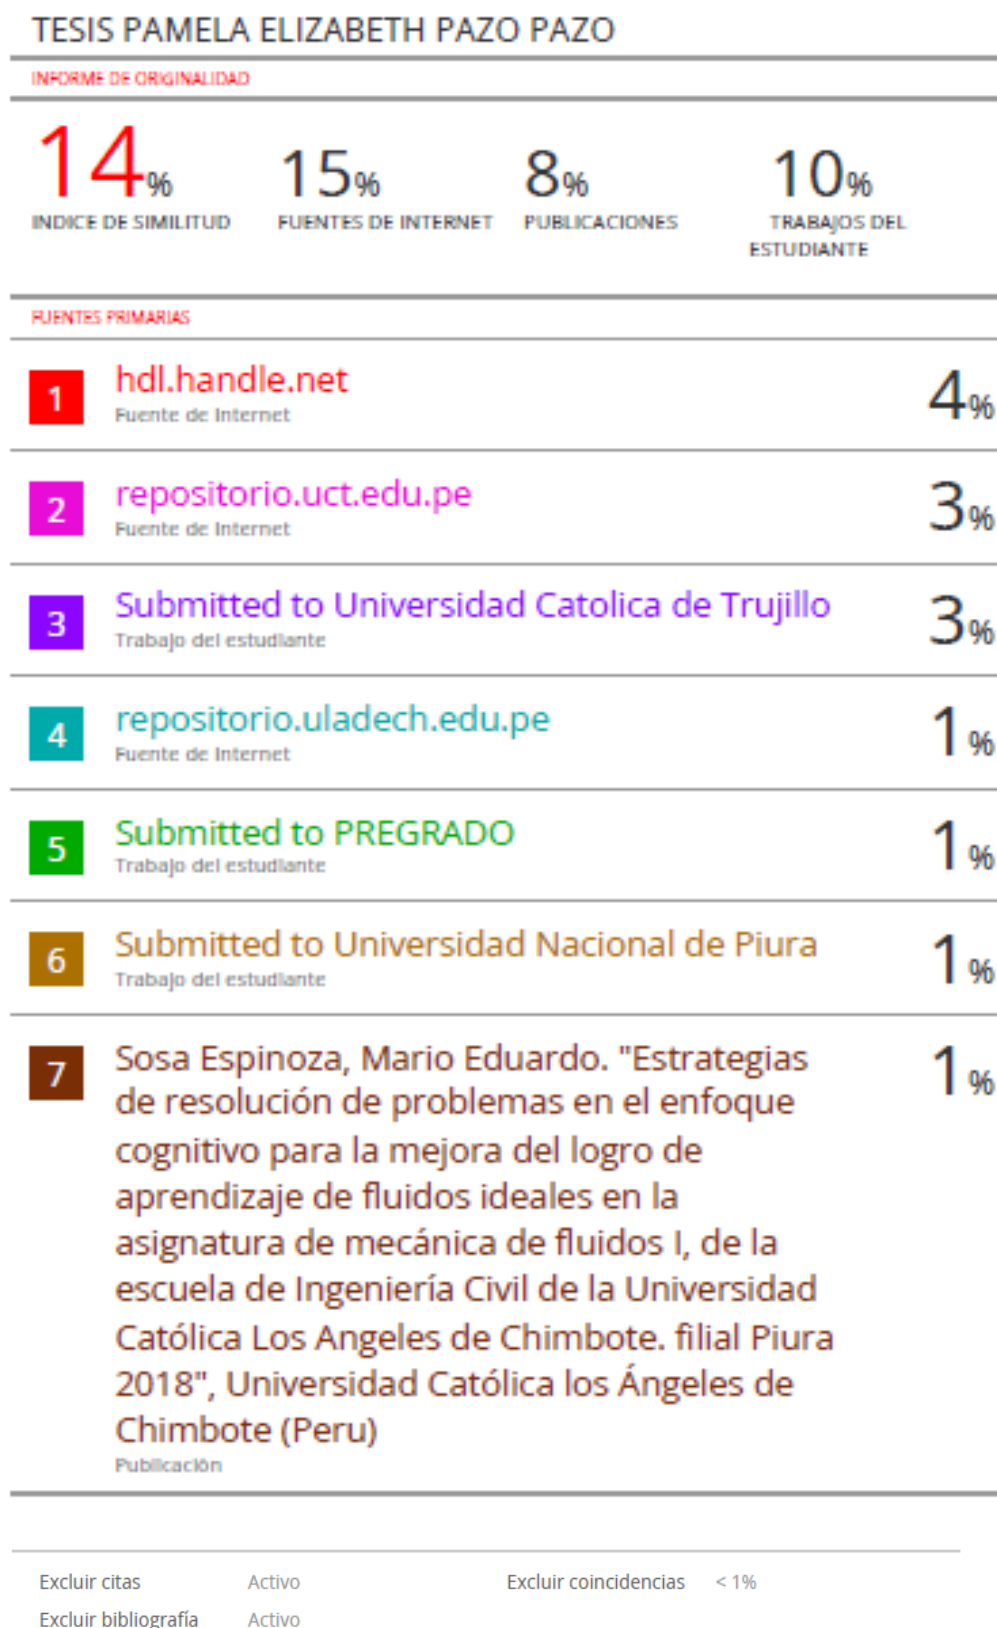 TESIS PAMELA ELIZABETH PAZO PAZO
INFORME DE ORIGINALIDAD
14% 15% 8% 10%
INDICE DE SIMILITUD FUENTES DE INTERNET PUBLICACIONES TRABAJOS DEL
ESTUDIANTE
FUENTES PRIMARIAS
1 hdl.handle.net 4%
Fuente de Internet
2 repositorio.uct.edu.pe 3%
Fuente de Internet
3 Submitted to Universidad Catolica de Trujillo 3%
Trabajo del estudiante
4 repositorio.uladech.edu.pe 1%
Fuente de Internet
5 Submitted to PREGRADO 1%
Trabajo del estudiante
6 Submitted to Universidad Nacional de Piura 1%
Trabajo del estudiante
7 Sosa Espinoza, Mario Eduardo. "Estrategias 1%
de resolución de problemas en el enfoque
cognitivo para la mejora del logro de
aprendizaje de fluidos ideales en la
asignatura de mecánica de fluidos I, de la
escuela de Ingeniería Civil de la Universidad
Católica Los Angeles de Chimbote. filial Piura
2018", Universidad Católica los Ángeles de
Chimbote (Peru)
Publicación
Excluir citas Activo Excluir coincidencias < 1%
Excluir bibliografía Activo